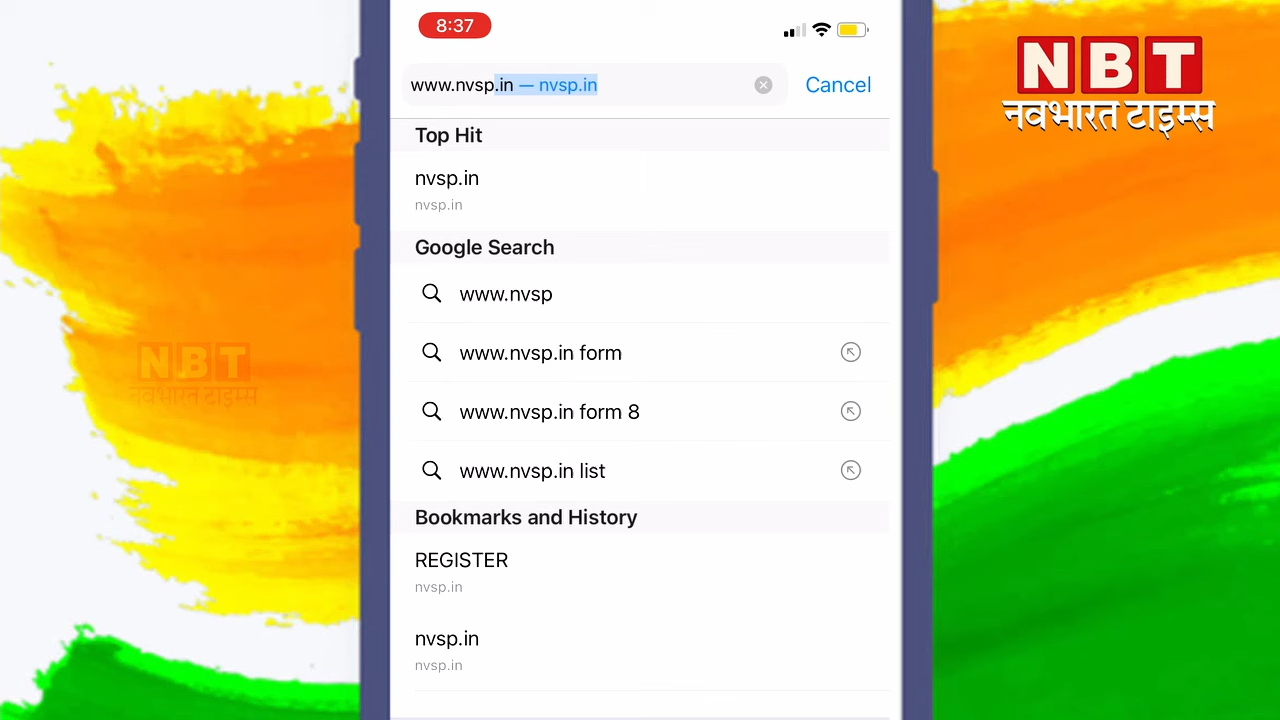 8:37
www.nvsp.in — nvsp.in
Cancel
Top Hit
nvsp.in
nvsp.in
Google Search
www.nvsp
www.nvsp.in form
www.nvsp.in form 8
www.nvsp.in list
Bookmarks and History
REGISTER
nvsp.in
nvsp.in
nvsp.in
NBT
नवभारत टाइम्स
NBT
नवभारत टाइम्स